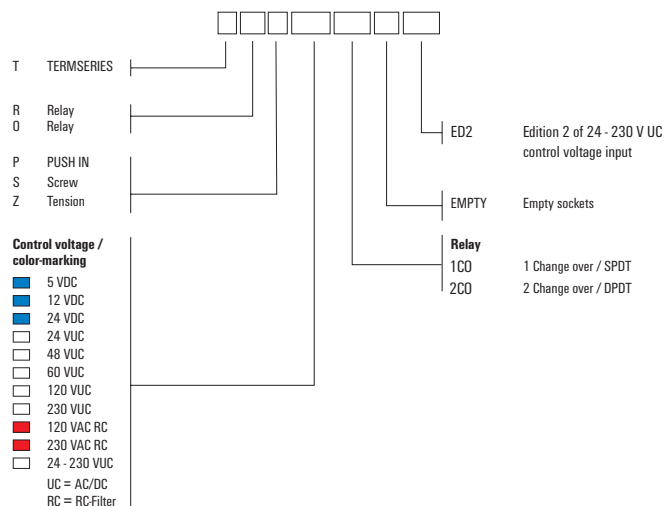 T TERMSERIES
R Relay
O Relay
P PUSH IN
S Screw
Z Tension
Control voltage /
color-marking
5 VDC
12 VDC
24 VDC
24 VUC
48 VUC
60 VUC
120 VUC
230 VUC
120 VAC RC
230 VAC RC
24 - 230 VUC
UC = AC/DC
RC = RC-Filter
ED2 Edition 2 of 24 - 230 V UC
control voltage input
EMPTY Empty sockets
Relay
1CO 1 Change over / SPDT
2CO 2 Change over / DPDT